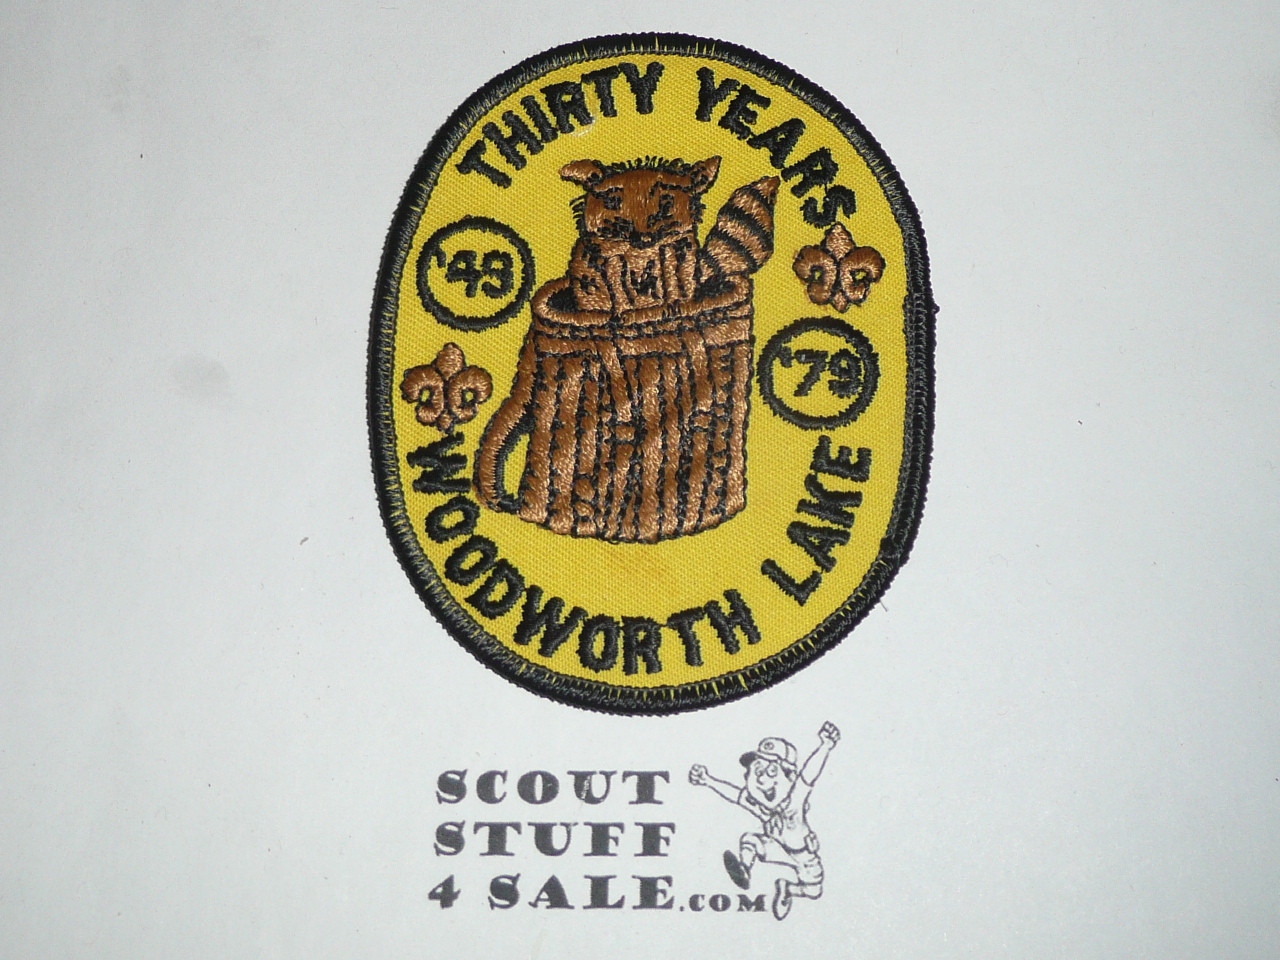 THIRTY YEARS
'49
'79
WOODWORTH LAKE
SCOUT
STUFF
4 SALE.COM